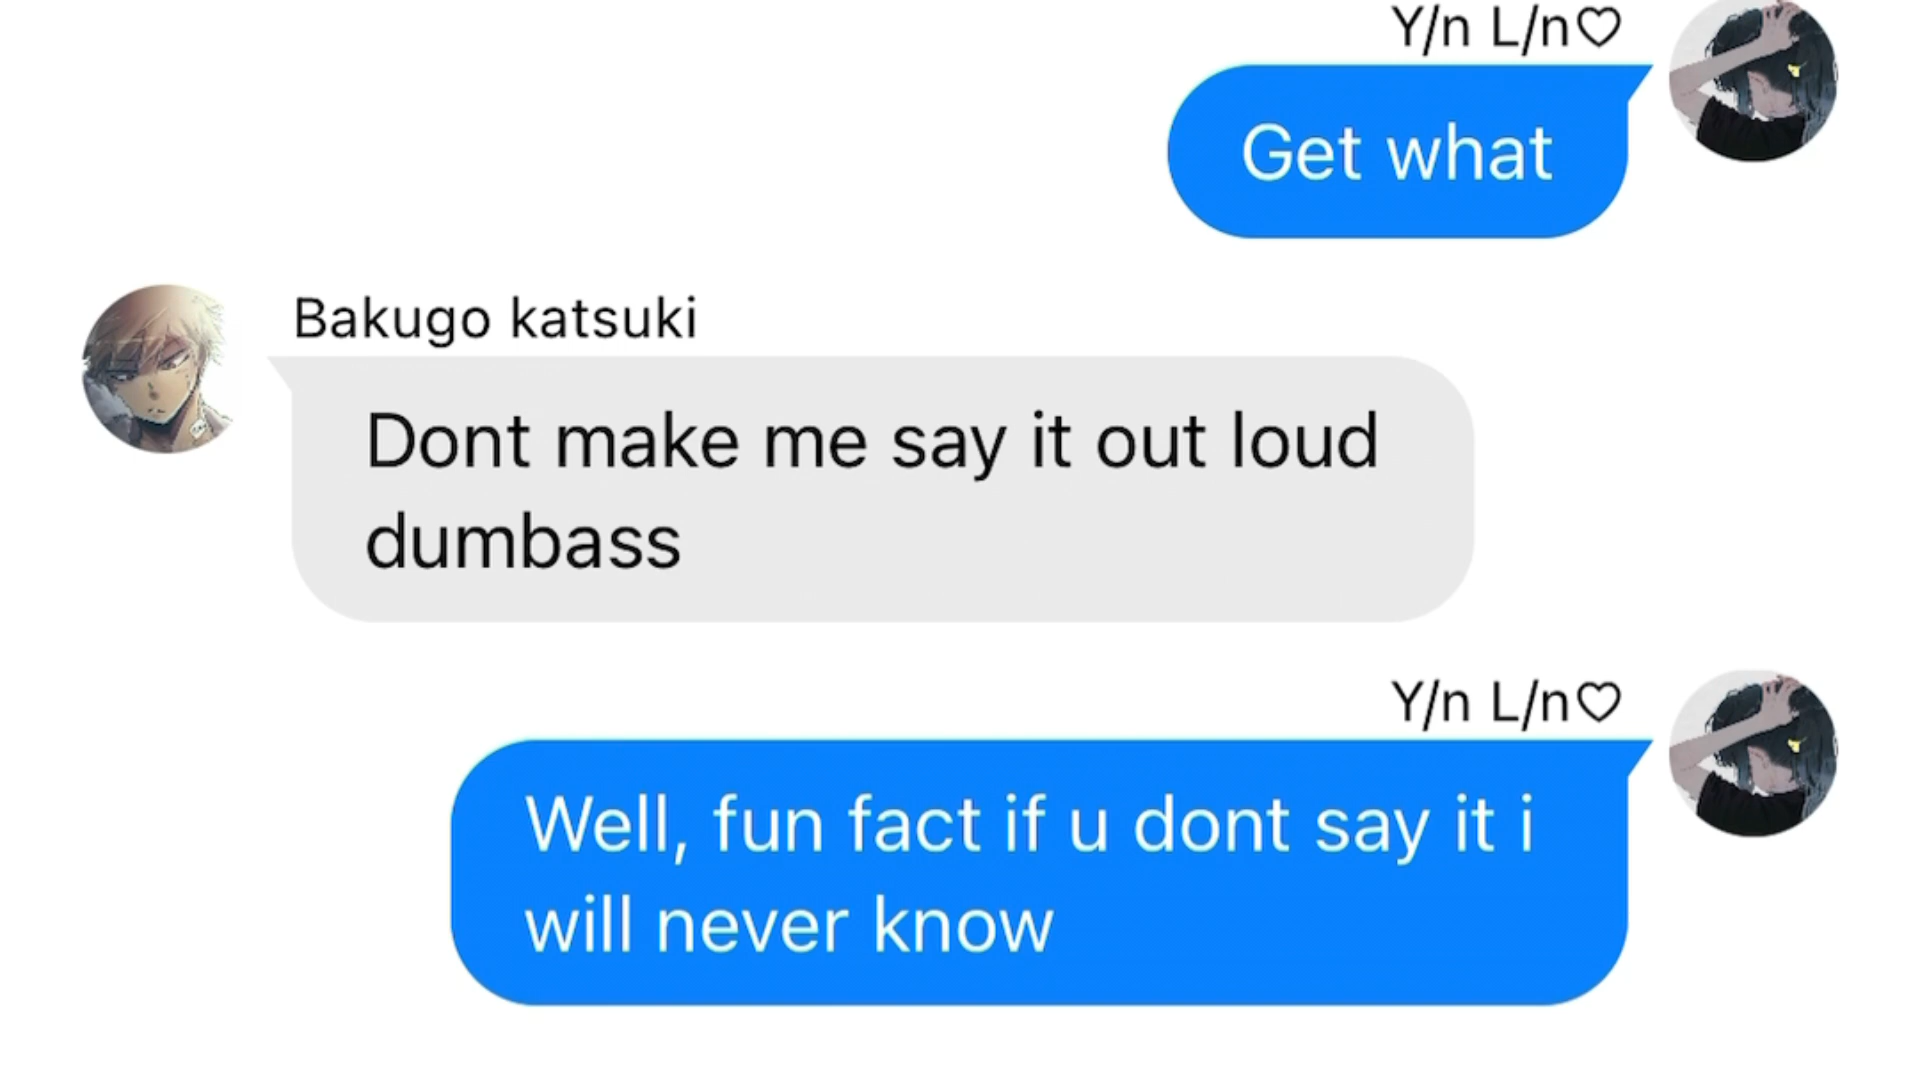 Y/n L/n♡
Get what
Bakugo katsuki
Dont make me say it out loud
dumbass
Y/n L/n♡
Well, fun fact if u dont say it i
will never know